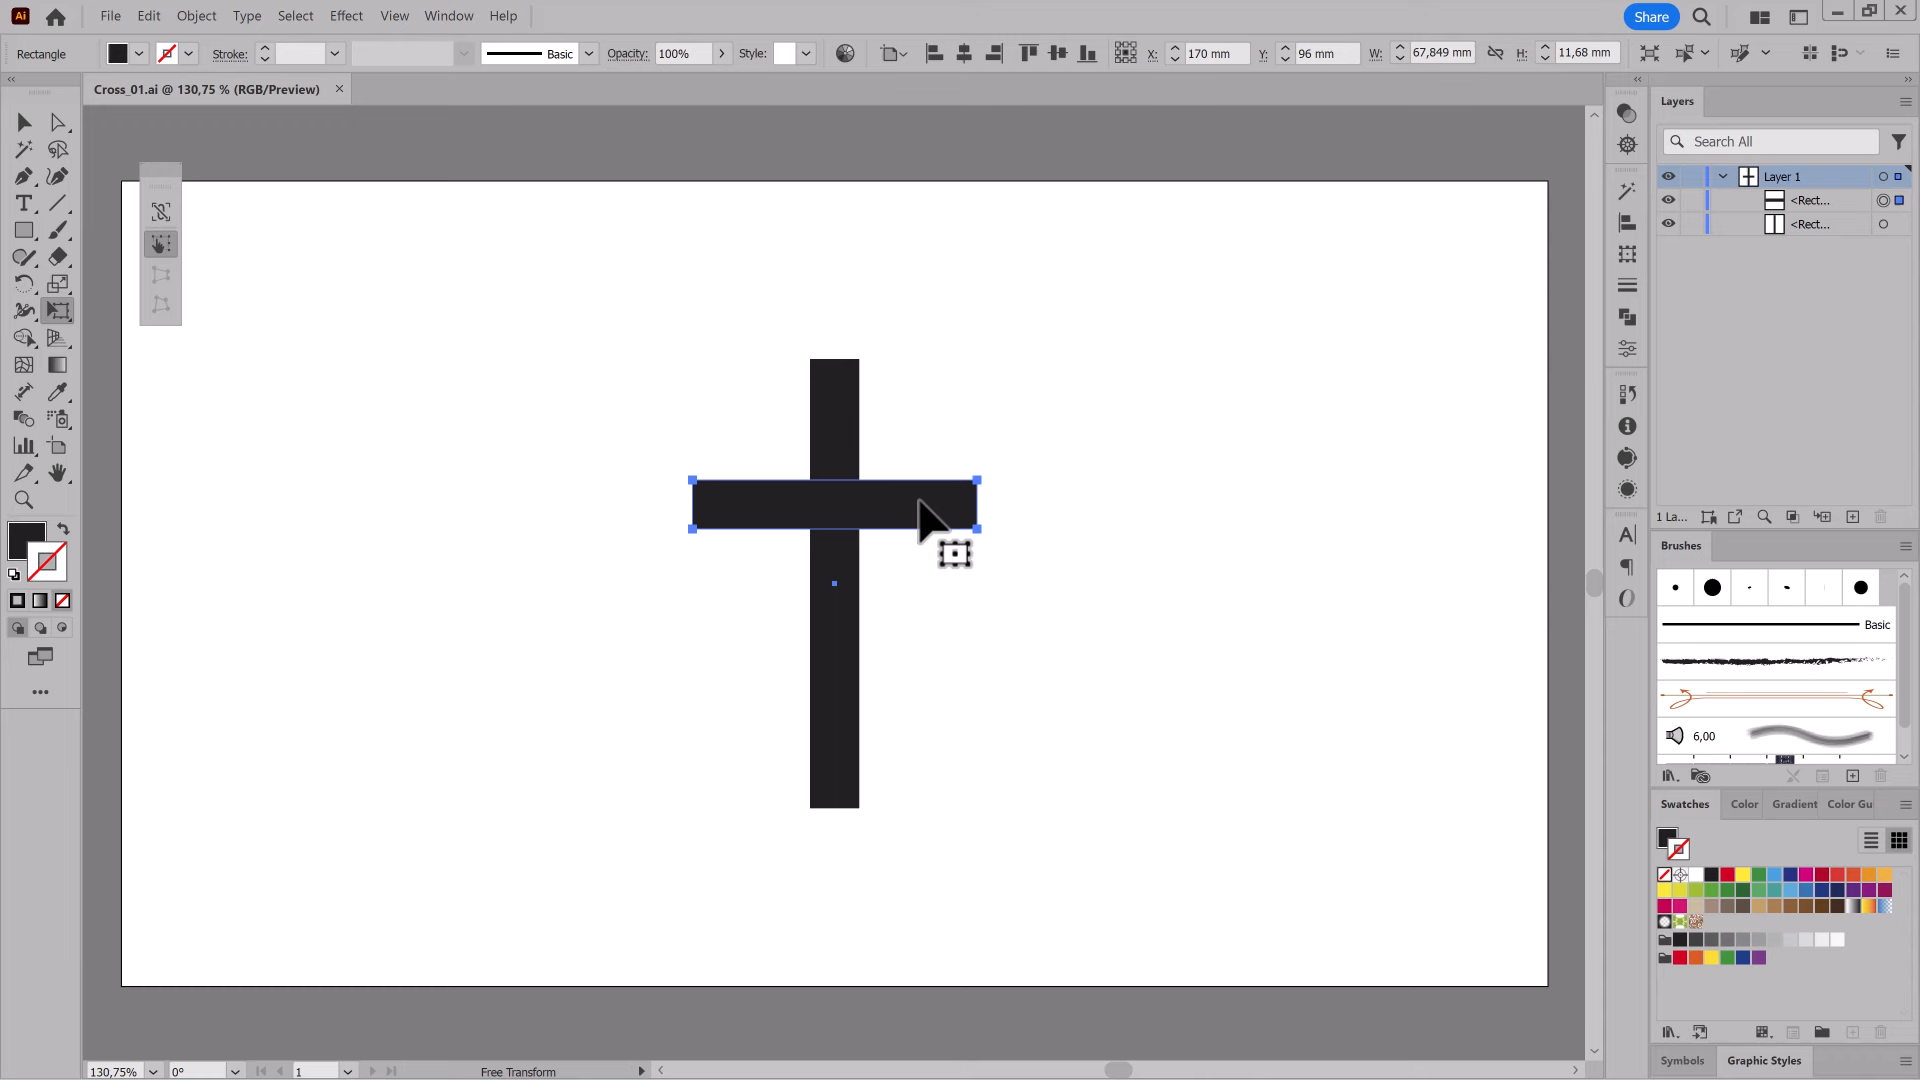 Ai File Edit Object Type Select Effect View Window Help Share
Rectangle Stroke: Basic Opacity: 100% Style: X: 170 mm Y: 96 mm W: 67,849 mm H: 11,68 mm
Cross_01.ai @ 130,75 % (RGB/Preview)
Layers
Search All
Layer 1
<Rect...
<Rect...
1 La...
Brushes
Basic
6,00
Swatches Color Gradient Color Gu
130,75% 0° 1 Free Transform
Symbols Graphic Styles